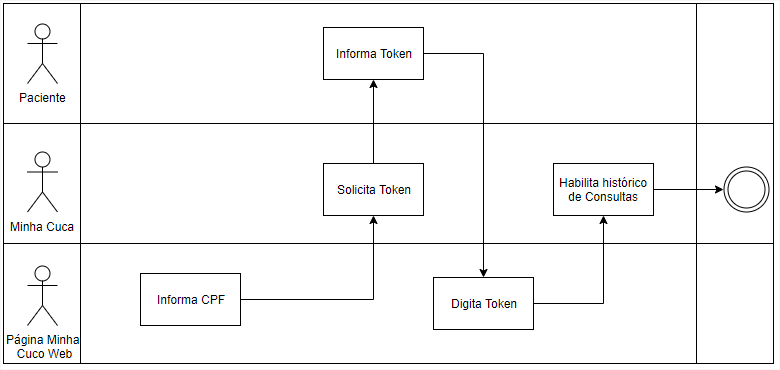 Paciente
Informa Token
Minha Cuca
Solicita Token
Habilita histórico
de Consultas
Página Minha
Cuco Web
Informa CPF
Digita Token